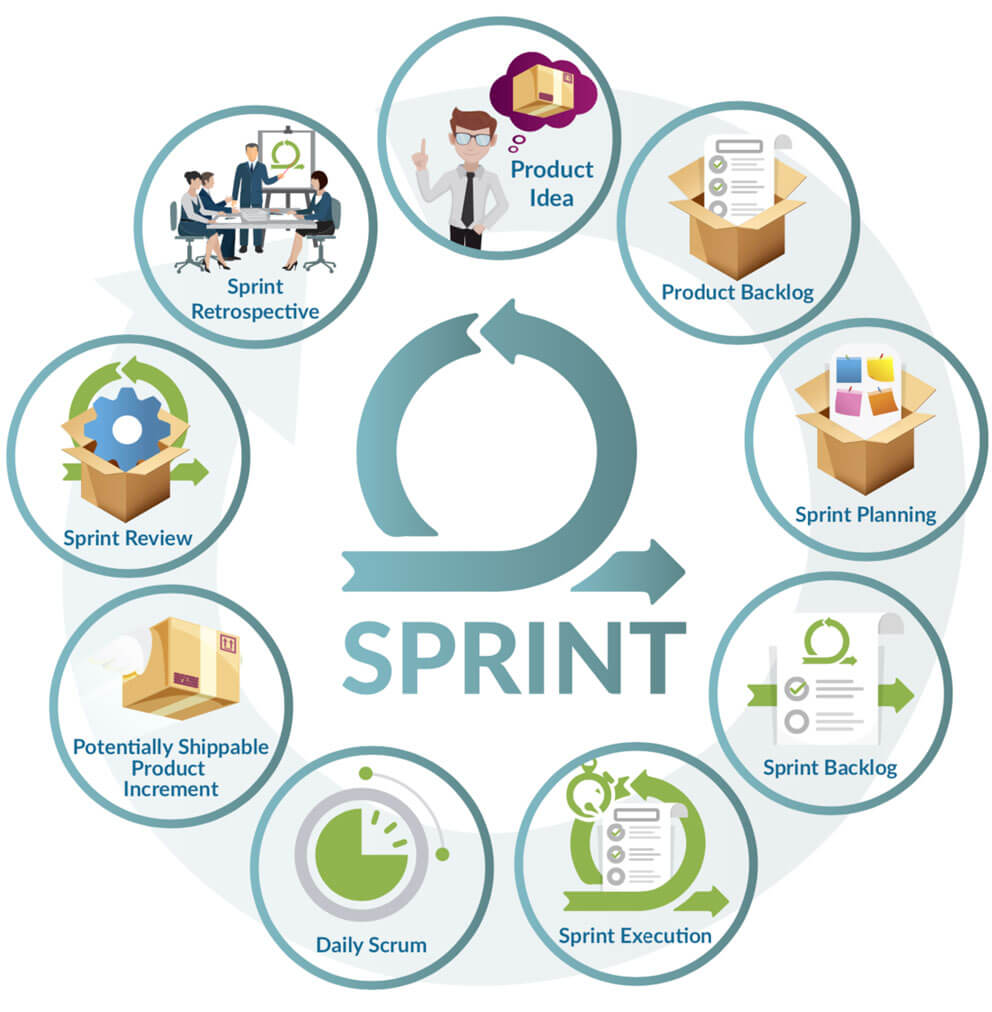 Product
Idea
Product Backlog
Sprint Planning
Sprint Backlog
Sprint Execution
Daily Scrum
Potentially Shippable
Product
Increment
Sprint Review
Sprint
Retrospective
SPRINT